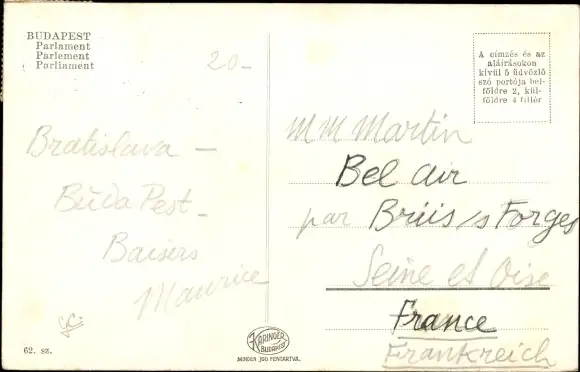 BUDAPEST
Parlament
Parlement
Parliament
20-
A címzés és az
aláírásokon
kívül 5 üdvözlő
szó portója bel-
földre 2, kül-
földre 4 fillér
Bratislava -
Buda Pest -
Baisers
Maurice
MM Martin
Bel air
par Brüis /s Forges
Seine et Oise
France
Frankreich
62. sz.
KARINGER
BUDAPEST
MINDEN JOG FENTARTVA.